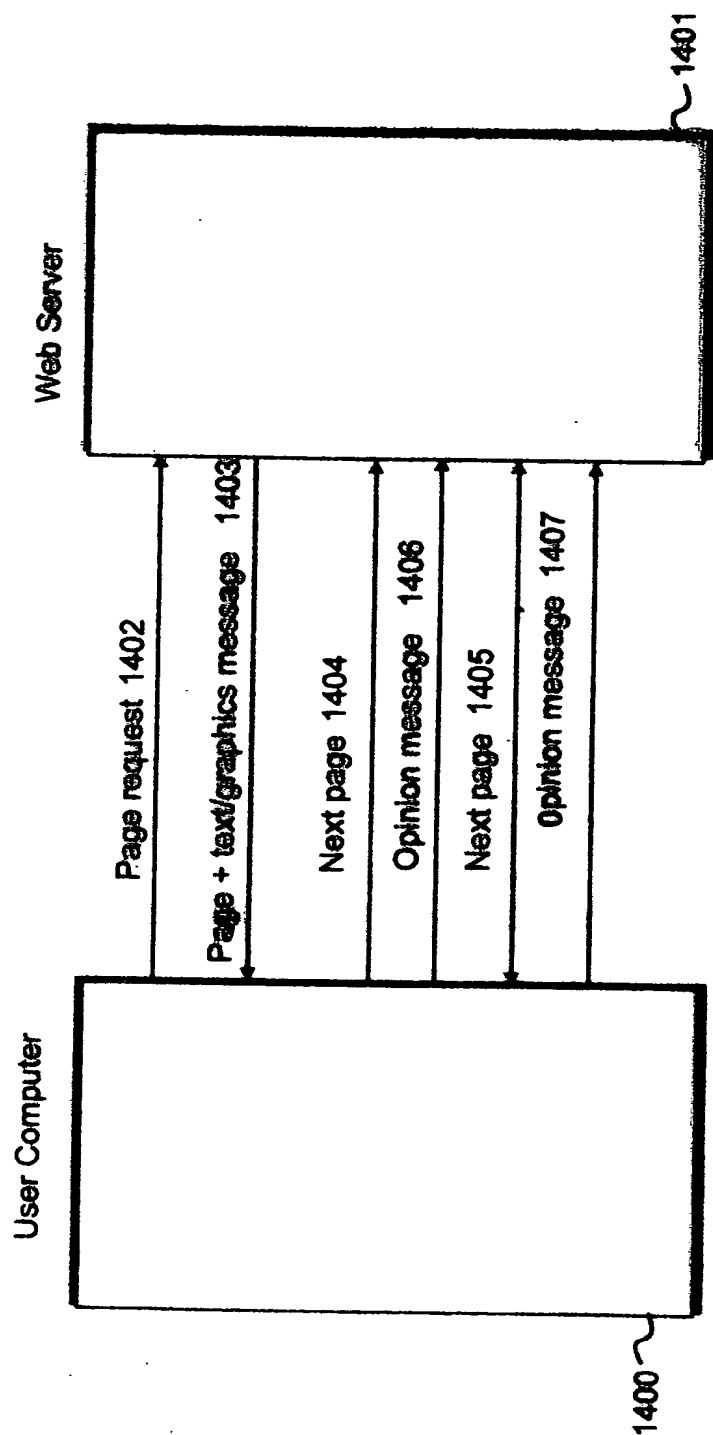 User Computer
Web Server
Page request 1402
Page + text/graphics message 1403
Next page 1404
Opinion message 1406
Next page 1405
0pinion message 1407
1400
1401